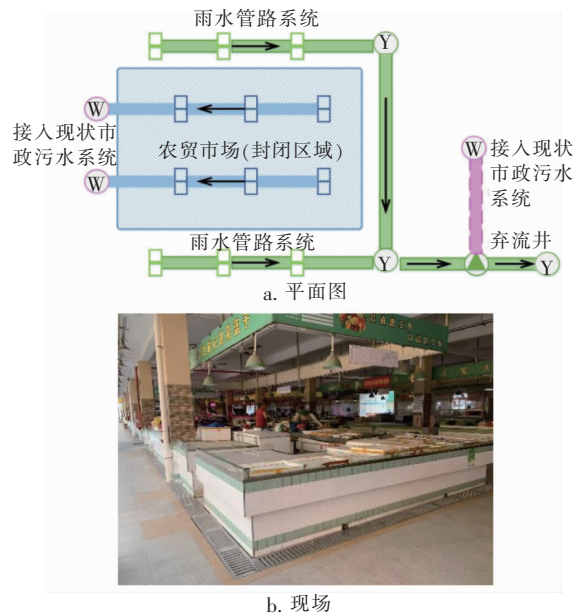 雨水管路系统
Y
W
接入现状市
政污水系统
农贸市场(封闭区域)
W
W
接入现状
市政污水
系统
雨水管路系统
弃流井
Y
Y
a. 平面图
b. 现场